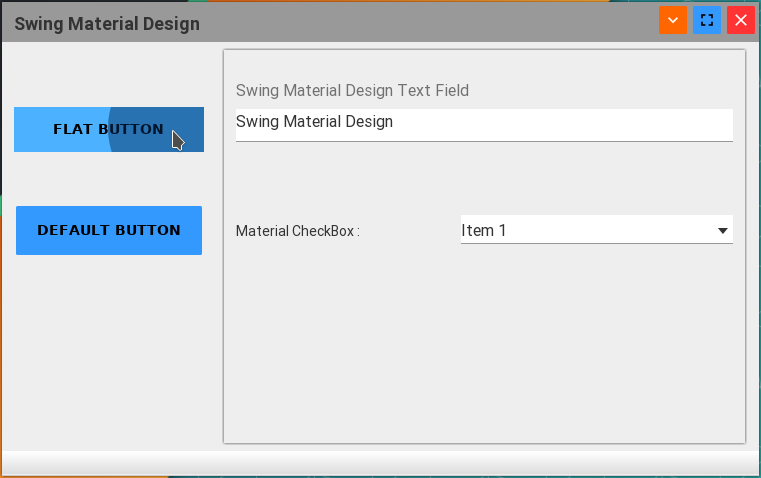 Swing Material Design
FLAT BUTTON
DEFAULT BUTTON
Swing Material Design Text Field
Swing Material Design
Material CheckBox :
Item 1